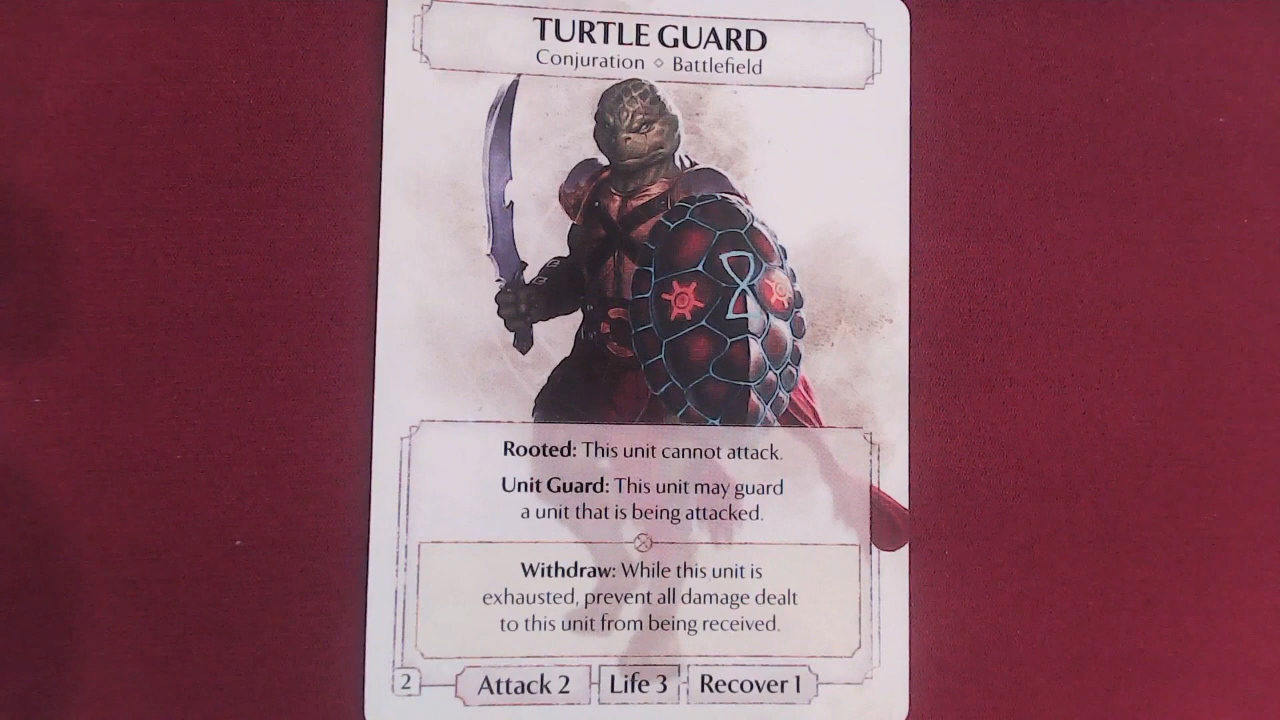 TURTLE GUARD
Conjuration ◇ Battlefield
Rooted: This unit cannot attack.
Unit Guard: This unit may guard
a unit that is being attacked.
Withdraw: While this unit is
exhausted, prevent all damage dealt
to this unit from being received.
2 Attack 2 Life 3 Recover 1